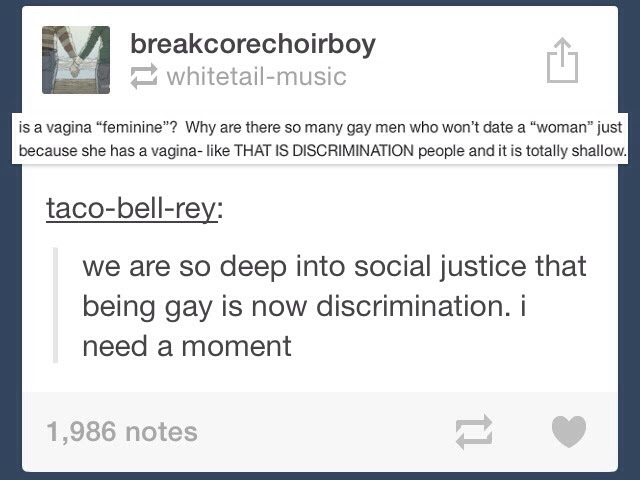 breakcorechoirboy
whitetail-music
is a vagina “feminine”? Why are there so many gay men who won’t date a “woman” just
because she has a vagina- like THAT IS DISCRIMINATION people and it is totally shallow.
taco-bell-rey:
we are so deep into social justice that
being gay is now discrimination. i
need a moment
1,986 notes